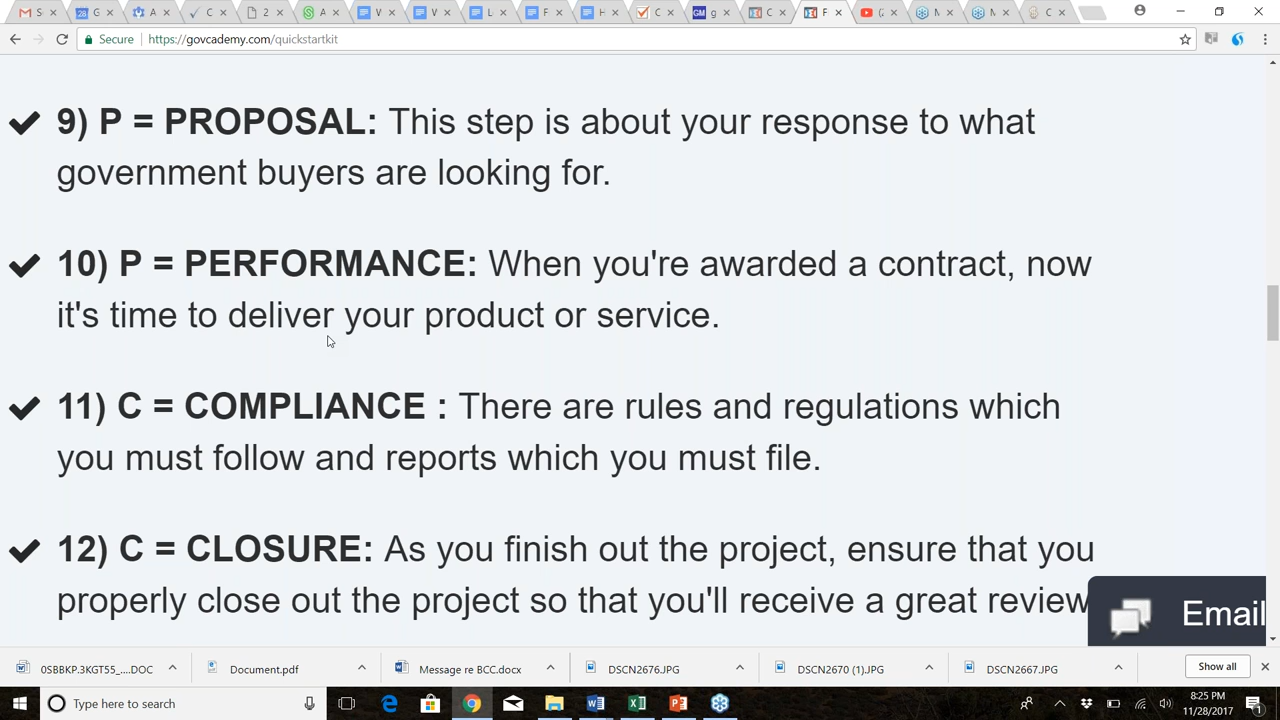 S
G
A
C
2
A
V
V
L
F
H
C
GM g
C
F
(
M
M
C
Secure https://govcademy.com/quickstartkit
9) P = PROPOSAL: This step is about your response to what
government buyers are looking for.
10) P = PERFORMANCE: When you're awarded a contract, now
it's time to deliver your product or service.
11) C = COMPLIANCE : There are rules and regulations which
you must follow and reports which you must file.
12) C = CLOSURE: As you finish out the project, ensure that you
properly close out the project so that you'll receive a great review
Email
0SBBKP.3KGT55_....DOC Document.pdf Message re BCC.docx DSCN2676.JPG DSCN2670 (1).JPG DSCN2667.JPG Show all
Type here to search
8:25 PM
11/28/2017